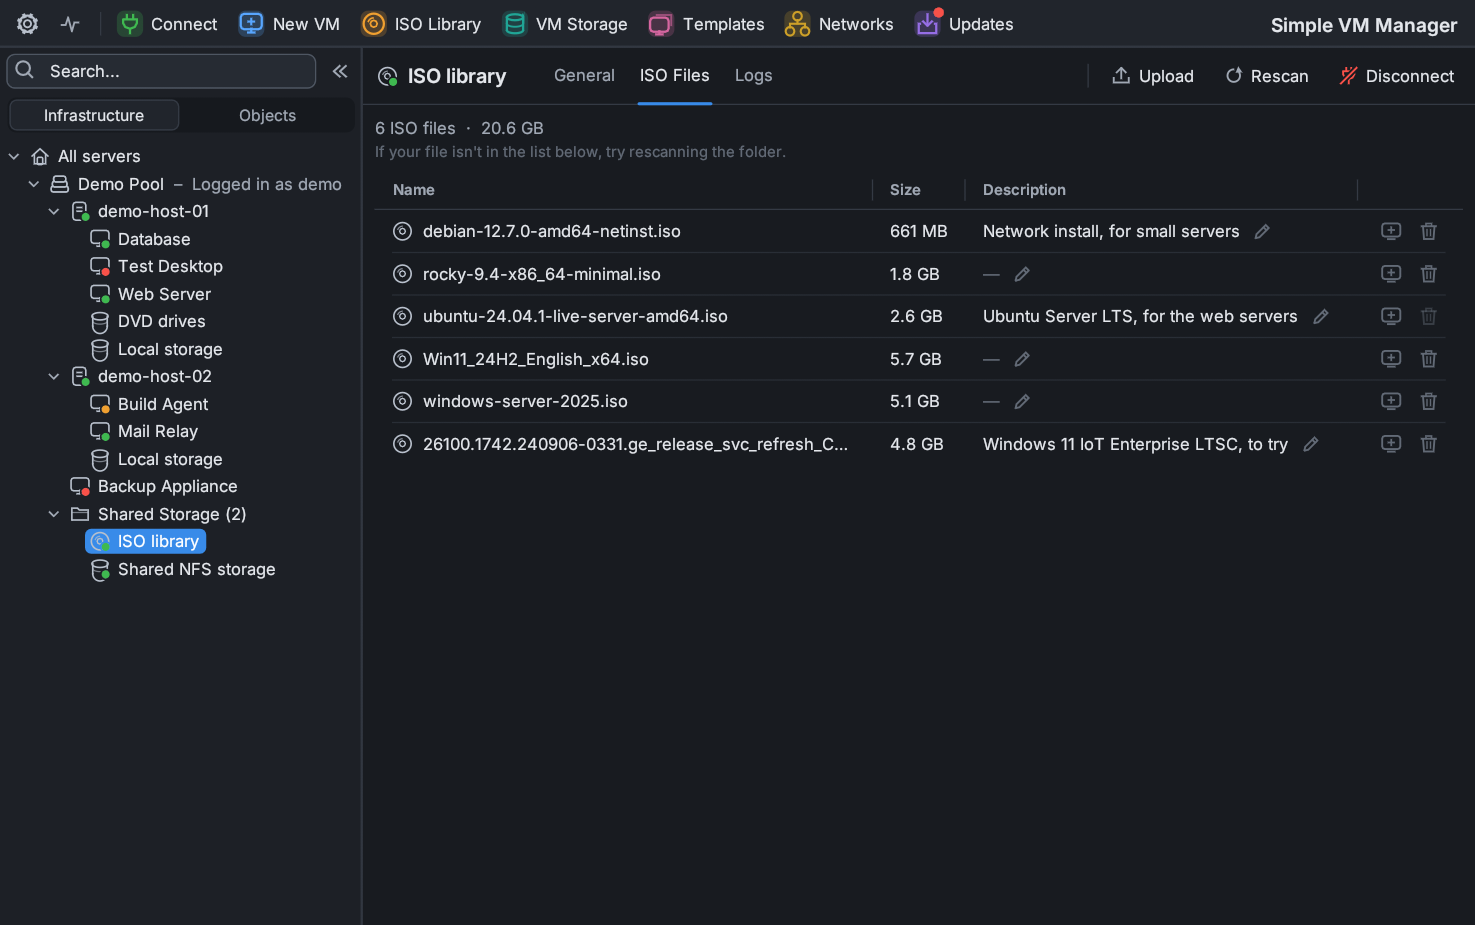 Connect New VM ISO Library VM Storage Templates Networks Updates Simple VM Manager
Search...
Infrastructure Objects
All servers
Demo Pool – Logged in as demo
demo-host-01
Database
Test Desktop
Web Server
DVD drives
Local storage
demo-host-02
Build Agent
Mail Relay
Local storage
Backup Appliance
Shared Storage (2)
ISO library
Shared NFS storage
ISO library General ISO Files Logs Upload Rescan Disconnect
6 ISO files · 20.6 GB
If your file isn't in the list below, try rescanning the folder.
Name Size Description
debian-12.7.0-amd64-netinst.iso 661 MB Network install, for small servers
rocky-9.4-x86_64-minimal.iso 1.8 GB —
ubuntu-24.04.1-live-server-amd64.iso 2.6 GB Ubuntu Server LTS, for the web servers
Win11_24H2_English_x64.iso 5.7 GB —
windows-server-2025.iso 5.1 GB —
26100.1742.240906-0331.ge_release_svc_refresh_C... 4.8 GB Windows 11 IoT Enterprise LTSC, to try